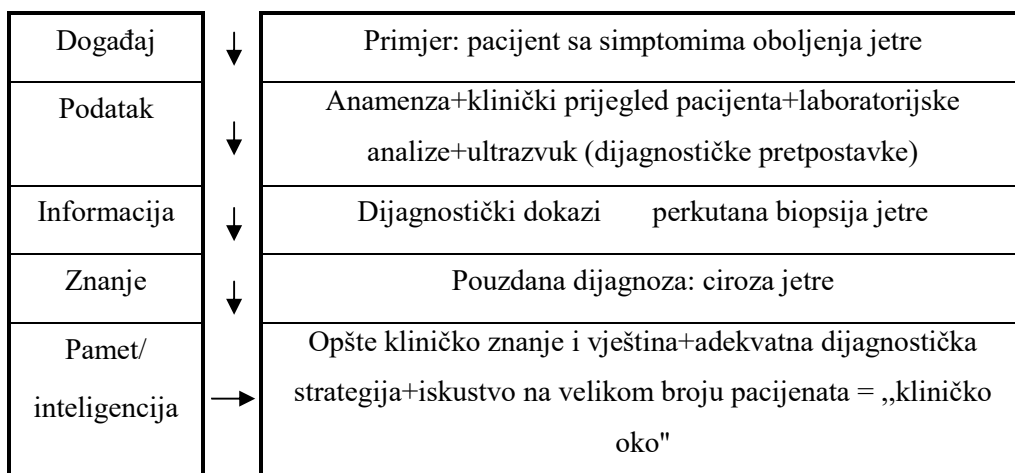 Događaj
Primjer: pacijent sa simptomima oboljenja jetre
Podatak
Anamenza+klinički prijegled pacijenta+laboratorijske
analize+ultrazvuk (dijagnostičke pretpostavke)
Informacija
Dijagnostički dokazi perkutana biopsija jetre
Znanje
Pouzdana dijagnoza: ciroza jetre
Pamet/
inteligencija
Opšte kliničko znanje i vještina+adekvatna dijagnostička
strategija+iskustvo na velikom broju pacijenata = ,,kliničko
oko"